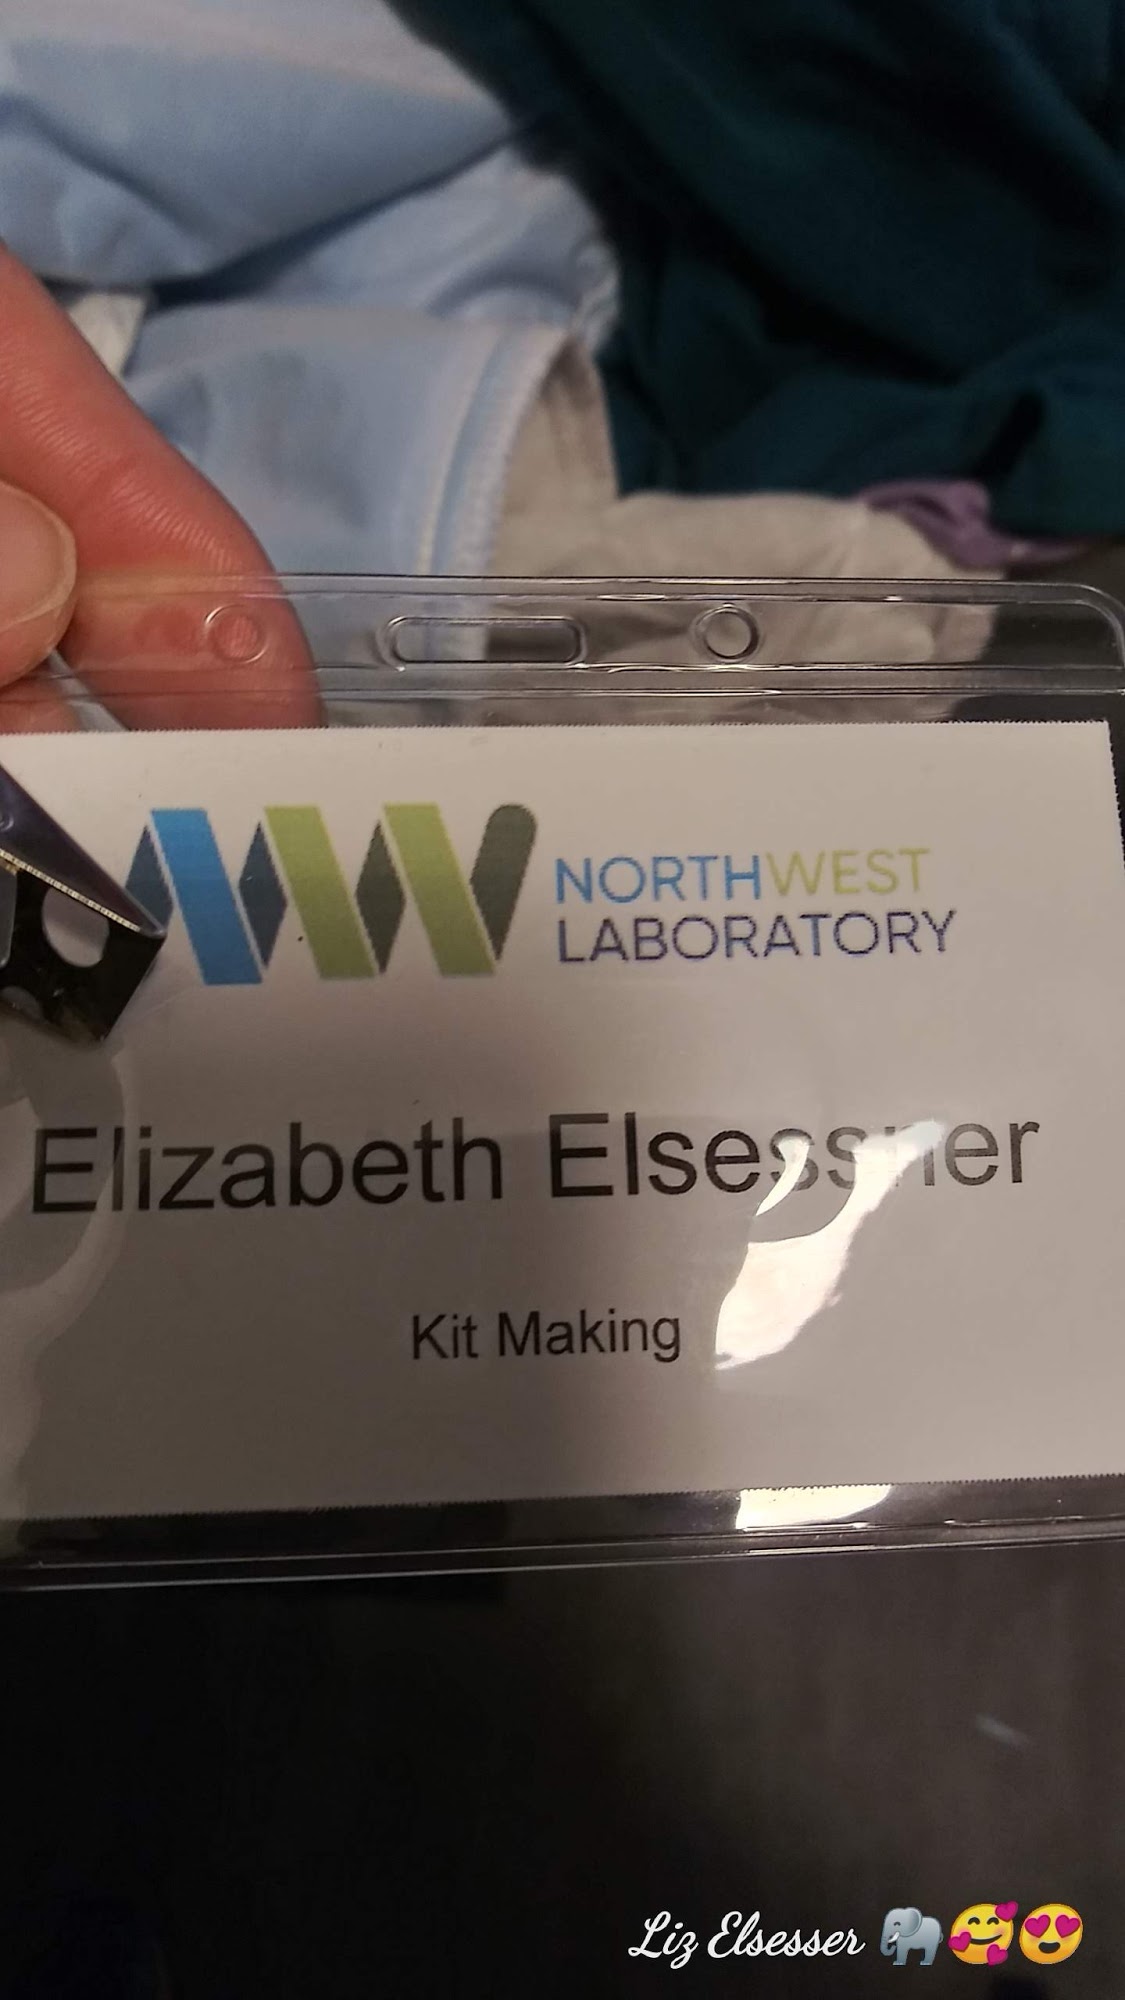 NORTHWEST
LABORATORY
Elizabeth Elsessner
Kit Making
Liz Elsesser 🐘🥰😍